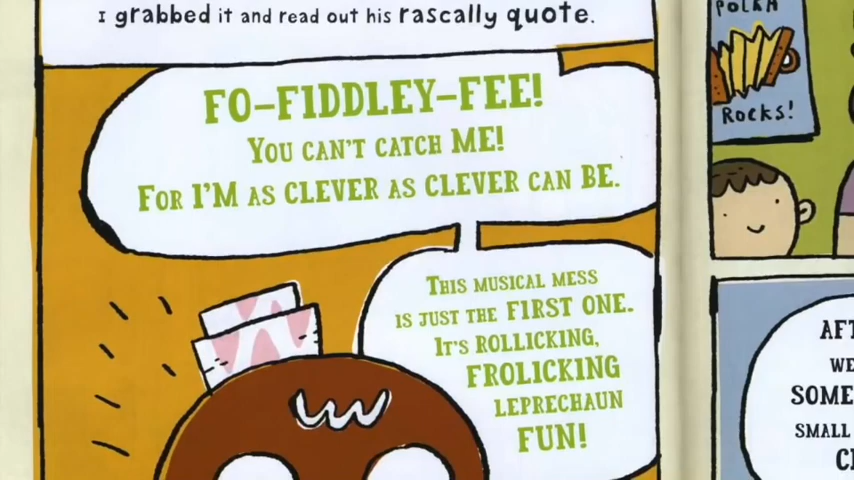 I grabbed it and read out his rascally quote.
FO-FIDDLEY-FEE!
YOU CAN'T CATCH ME!
FOR I'M AS CLEVER AS CLEVER CAN BE.
THIS MUSICAL MESS
IS JUST THE FIRST ONE.
IT'S ROLLICKING,
FROLICKING
LEPRECHAUN
FUN!
POLKA
ROCKS!
WE
SOME
SMALL